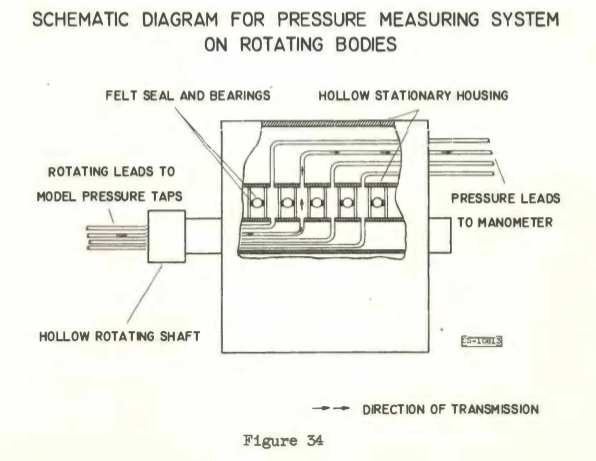 SCHEMATIC DIAGRAM FOR PRESSURE MEASURING SYSTEM
ON ROTATING BODIES
FELT SEAL AND BEARINGS
HOLLOW STATIONARY HOUSING
ROTATING LEADS TO
MODEL PRESSURE TAPS
PRESSURE LEADS
TO MANOMETER
HOLLOW ROTATING SHAFT
CS-10813
DIRECTION OF TRANSMISSION
Figure 34